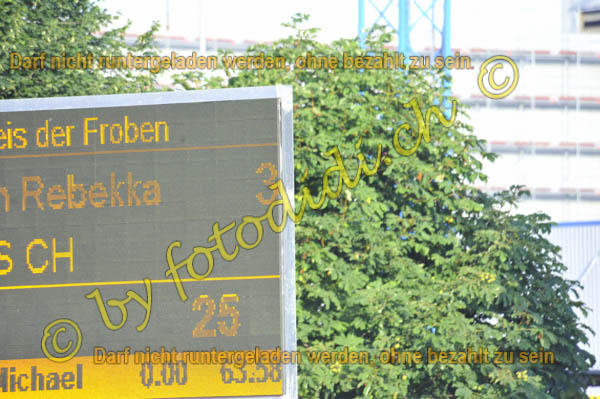 Darf nicht runtergeladen werden, ohne bezahlt zu sein.
eis der Froben
n Rebekka 3
S CH
25
Michael 0.00 63.58
© by fotodidi.ch ©
Darf nicht runtergeladen werden, ohne bezahlt zu sein